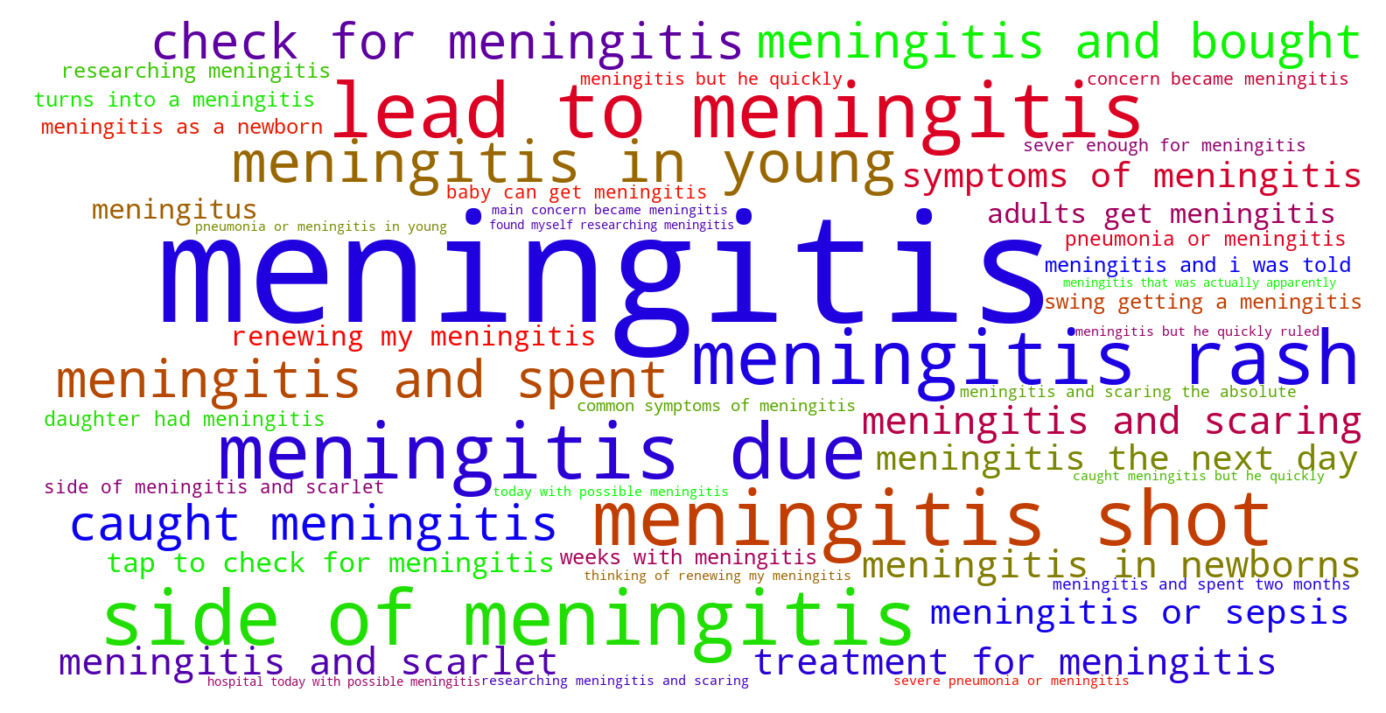 check for meningitis
meningitis and bought
researching meningitis
meningitis but he quickly
concern became meningitis
turns into a meningitis
lead to meningitis
meningitis as a newborn
sever enough for meningitis
meningitis in young
symptoms of meningitis
baby can get meningitis
meningitus
main concern became meningitis
adults get meningitis
pneumonia or meningitis in young
found myself researching meningitis
pneumonia or meningitis
meningitis
meningitis and i was told
meningitis that was actually apparently
swing getting a meningitis
renewing my meningitis
meningitis but he quickly ruled
meningitis rash
meningitis and spent
meningitis and scaring the absolute
common symptoms of meningitis
daughter had meningitis
meningitis and scaring
meningitis due
meningitis the next day
caught meningitis but he quickly
side of meningitis and scarlet
today with possible meningitis
caught meningitis
meningitis shot
tap to check for meningitis
weeks with meningitis
meningitis in newborns
thinking of renewing my meningitis
meningitis and spent two months
side of meningitis
meningitis or sepsis
meningitis and scarlet
treatment for meningitis
hospital today with possible meningitis
researching meningitis and scaring
severe pneumonia or meningitis